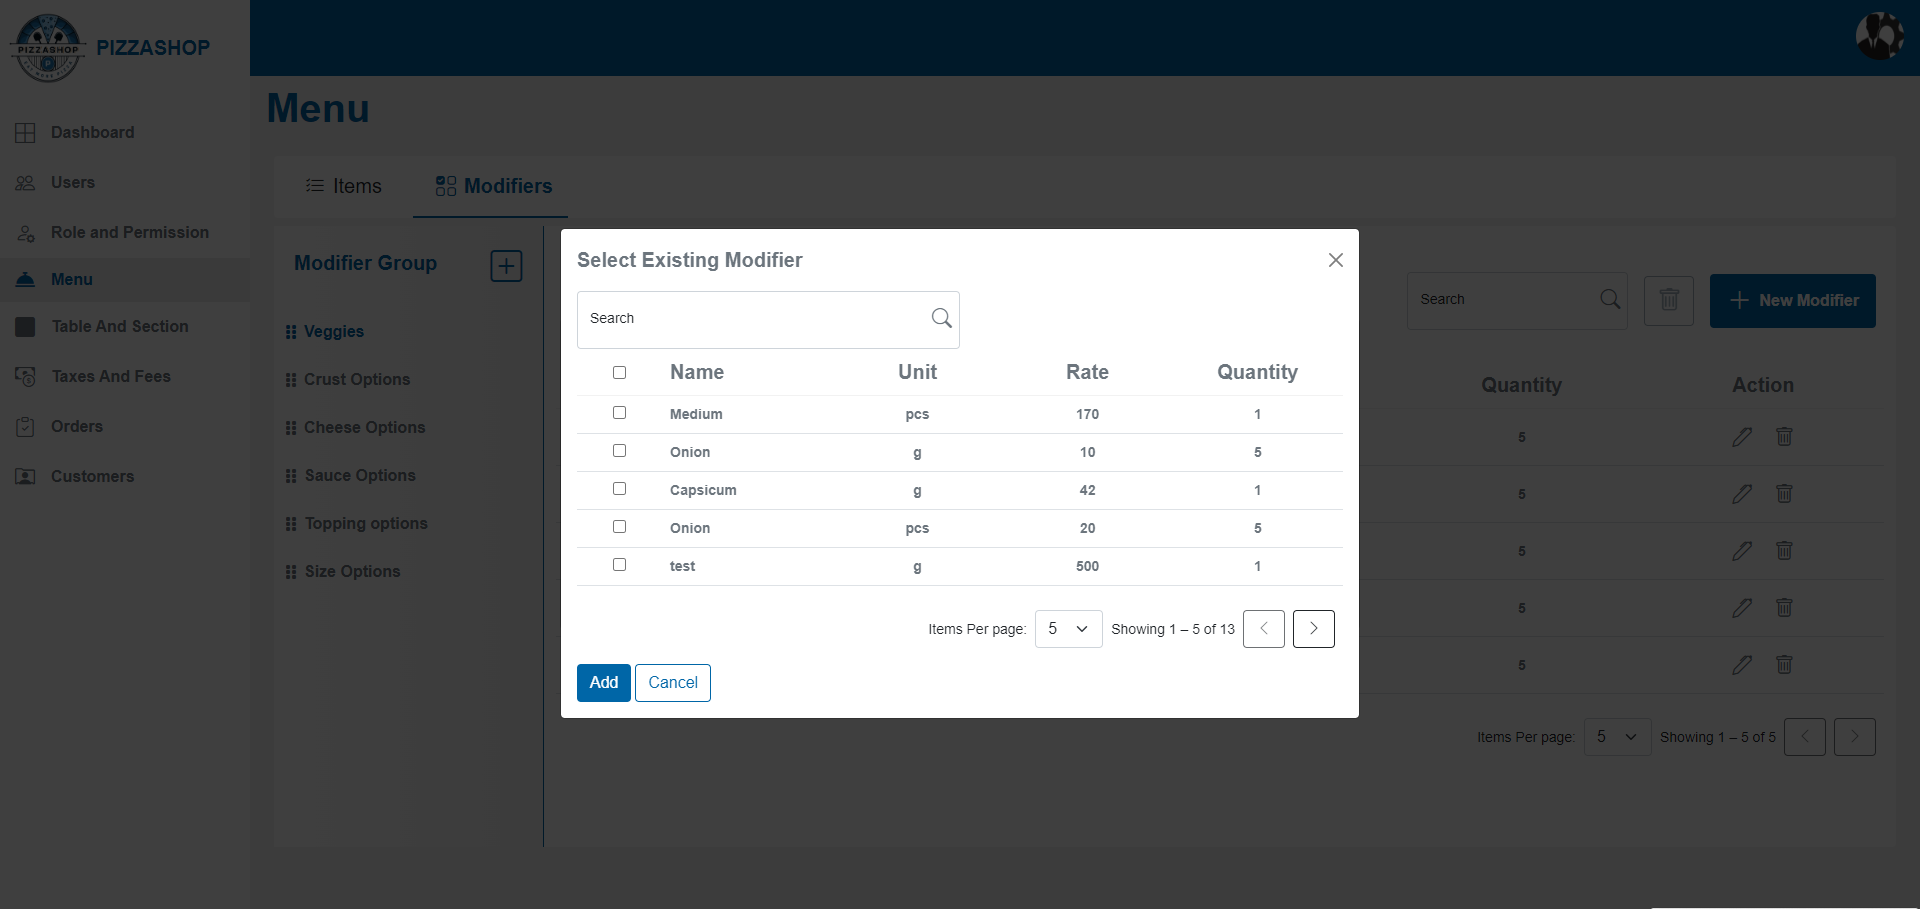 PIZZASHOP
PIZZASHOP
Menu
Dashboard
Users
Role and Permission
Menu
Table And Section
Taxes And Fees
Orders
Customers
Items
Modifiers
Modifier Group
Veggies
Crust Options
Cheese Options
Sauce Options
Topping options
Size Options
Search
New Modifier
Quantity Action
5
5
5
5
5
Items Per page: 5 Showing 1 – 5 of 5
Select Existing Modifier
Search
Name Unit Rate Quantity
Medium pcs 170 1
Onion g 10 5
Capsicum g 42 1
Onion pcs 20 5
test g 500 1
Items Per page: 5 Showing 1 – 5 of 13
Add Cancel